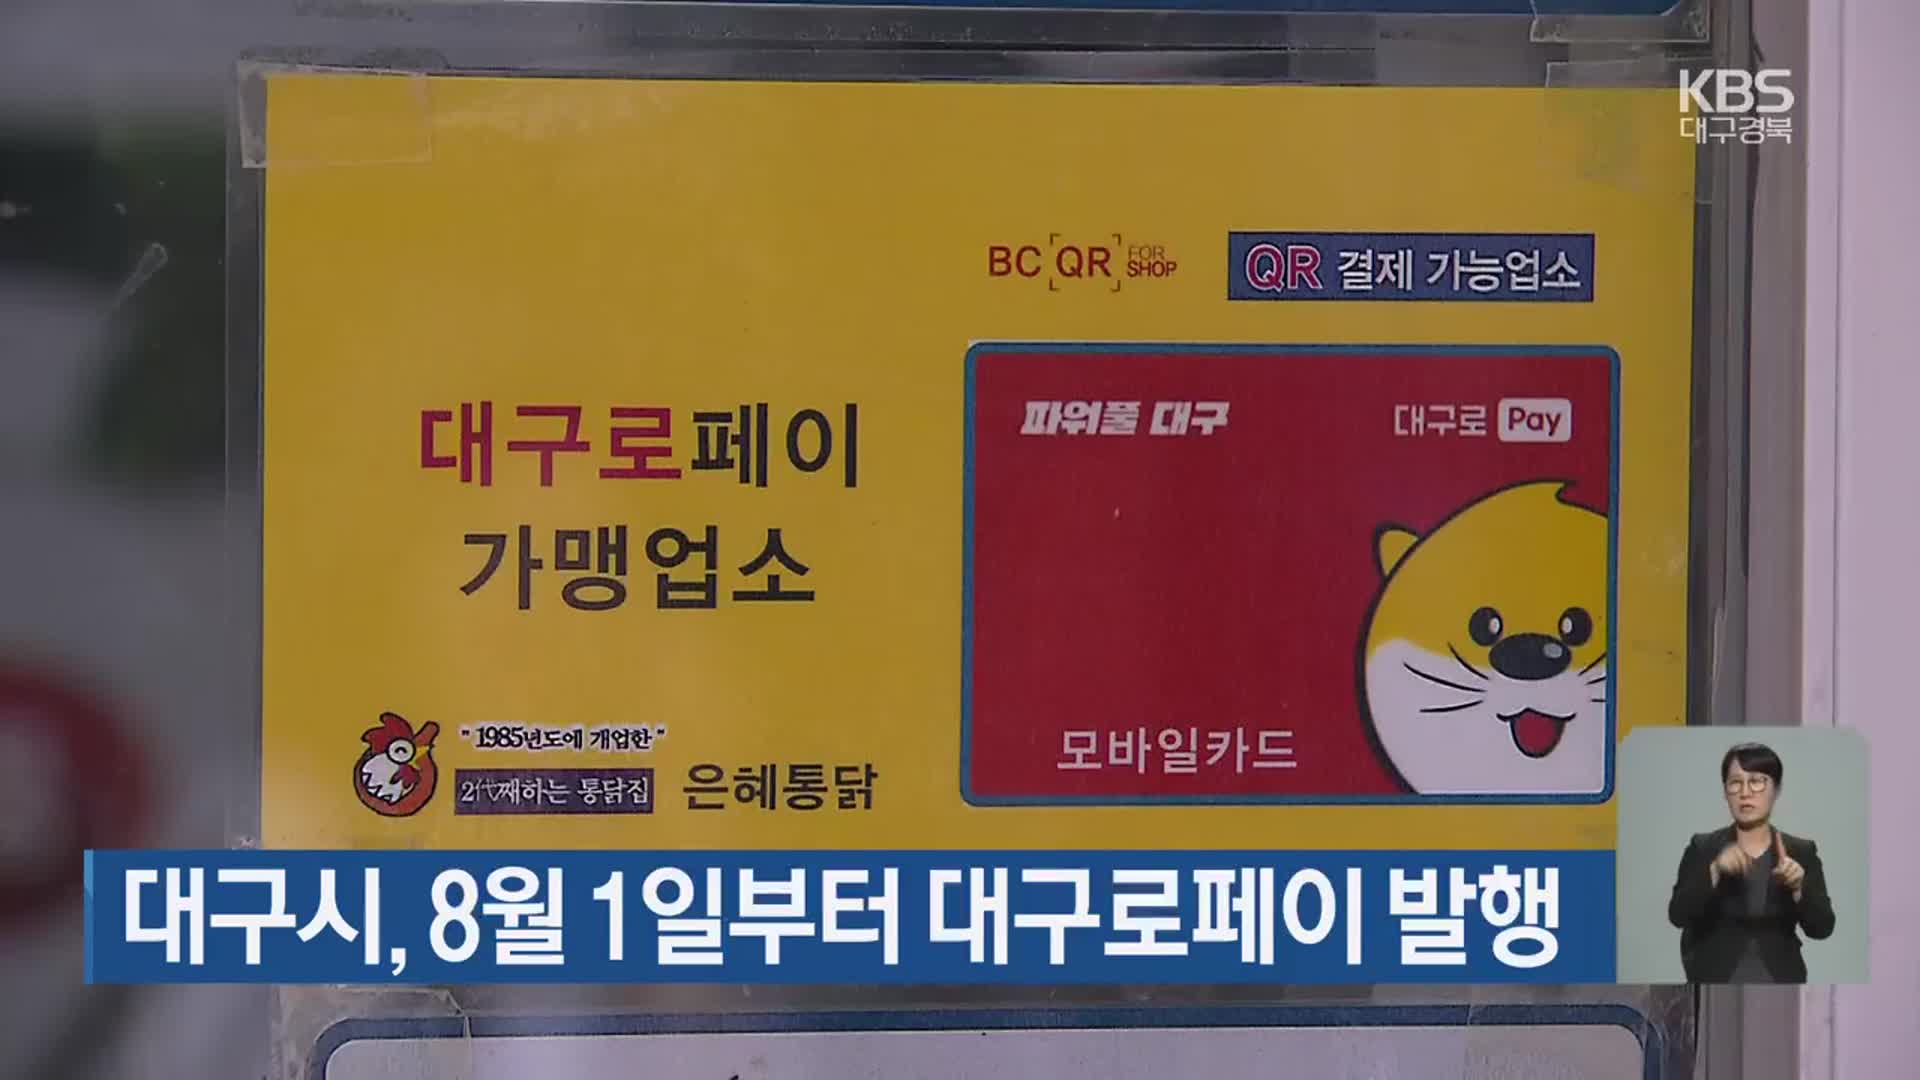 KBS
대구경북
BC QR FOR SHOP
QR 결제 가능업소
파워풀 대구
대구로 Pay
대구로페이
가맹업소
모바일카드
" 1985년도에 개업한 "
2代째하는 통닭집
은혜통닭
대구시, 8월 1일부터 대구로페이 발행